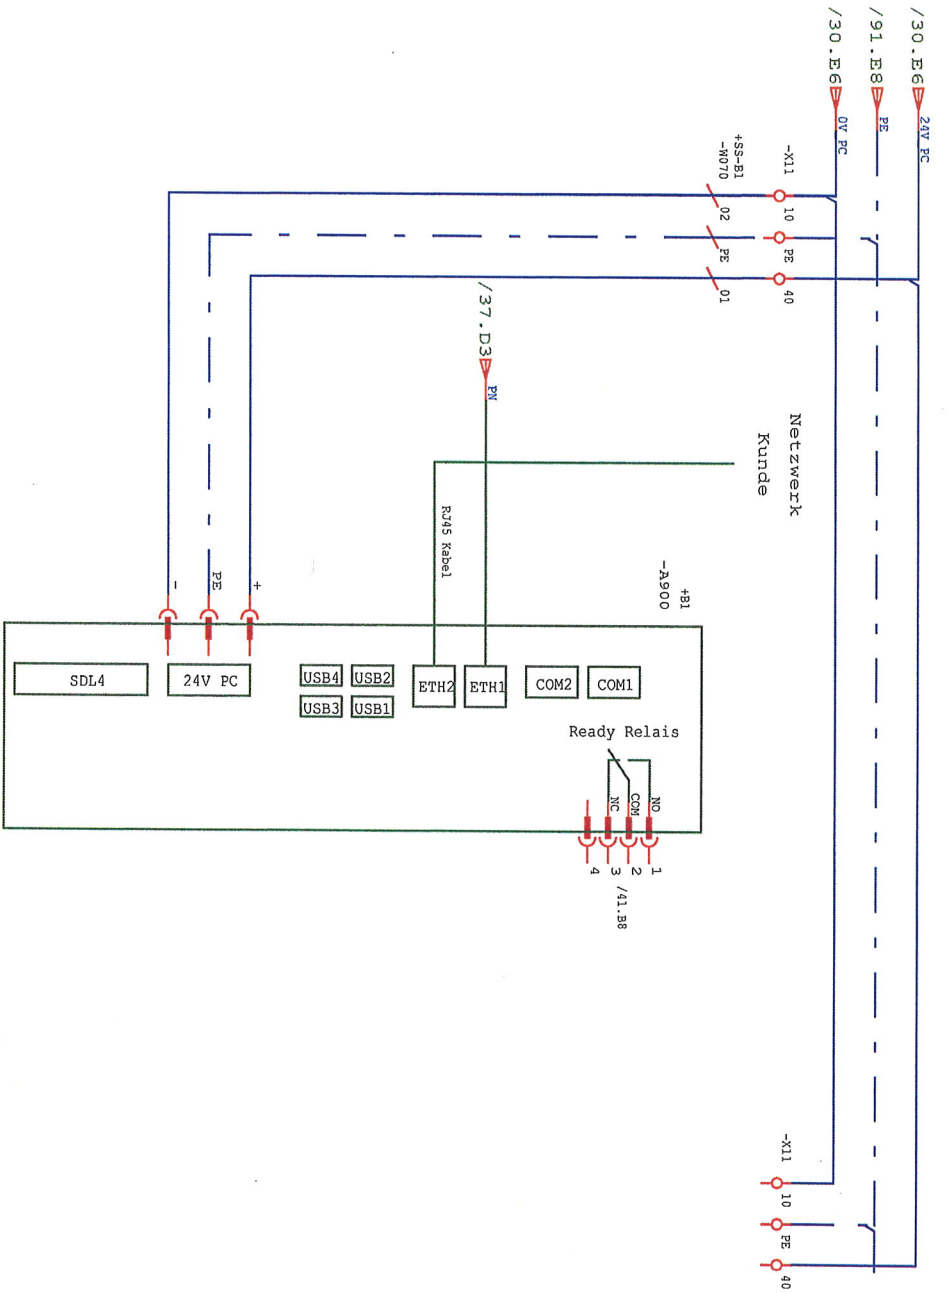 /30.E6
24V PC
/91.E8
PE
/30.E6
0V PC
-X11
10
PE
40
+SS-B1
-W070
02
PE
01
/37.D3
PN
Netzwerk
Kunde
RJ45 Kabel
+B1
-A900
-
PE
+
SDL4
24V PC
USB4
USB2
USB3
USB1
ETH2
ETH1
COM2
COM1
Ready Relais
NO
COM
NC
1
2
3
4
/41.B8
-X11
10
PE
40